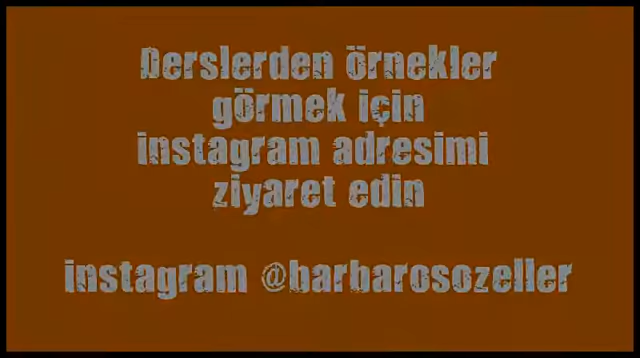 Derslerden örnekler
görmek için
instagram adresimi
ziyaret edin
instagram @barbarosozeller